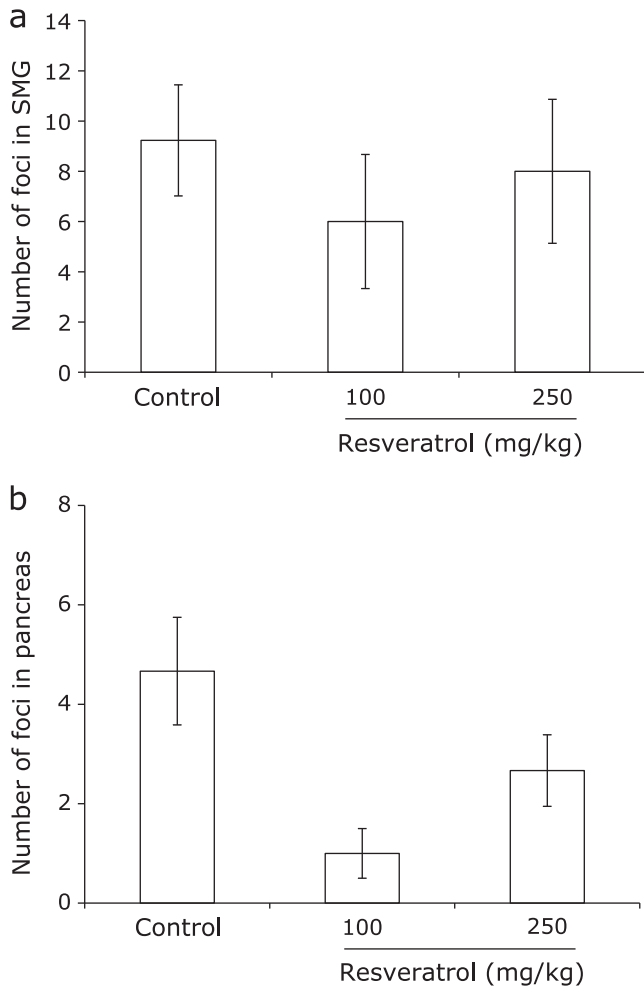 a
Number of foci in SMG
14
12
10
8
6
4
2
0
Control
100
250
Resveratrol (mg/kg)
b
Number of foci in pancreas
8
6
4
2
0
Control
100
250
Resveratrol (mg/kg)